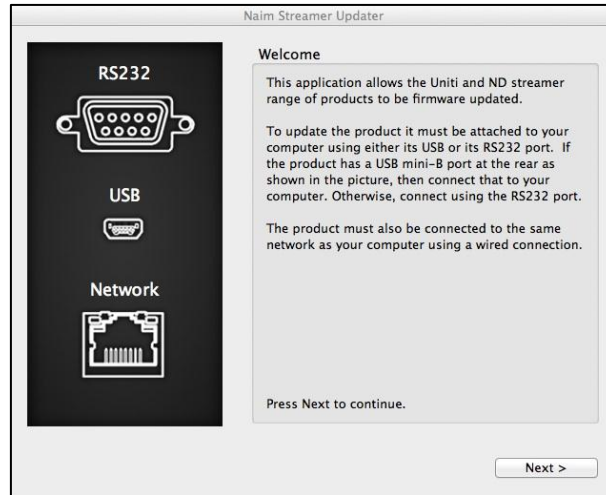 Naim Streamer Updater
RS232
USB
Network
Welcome
This application allows the Uniti and ND streamer
range of products to be firmware updated.
To update the product it must be attached to your
computer using either its USB or its RS232 port.  If
the product has a USB mini-B port at the rear as
shown in the picture, then connect that to your
computer. Otherwise, connect using the RS232 port.
The product must also be connected to the same
network as your computer using a wired connection.
Press Next to continue.
Next >